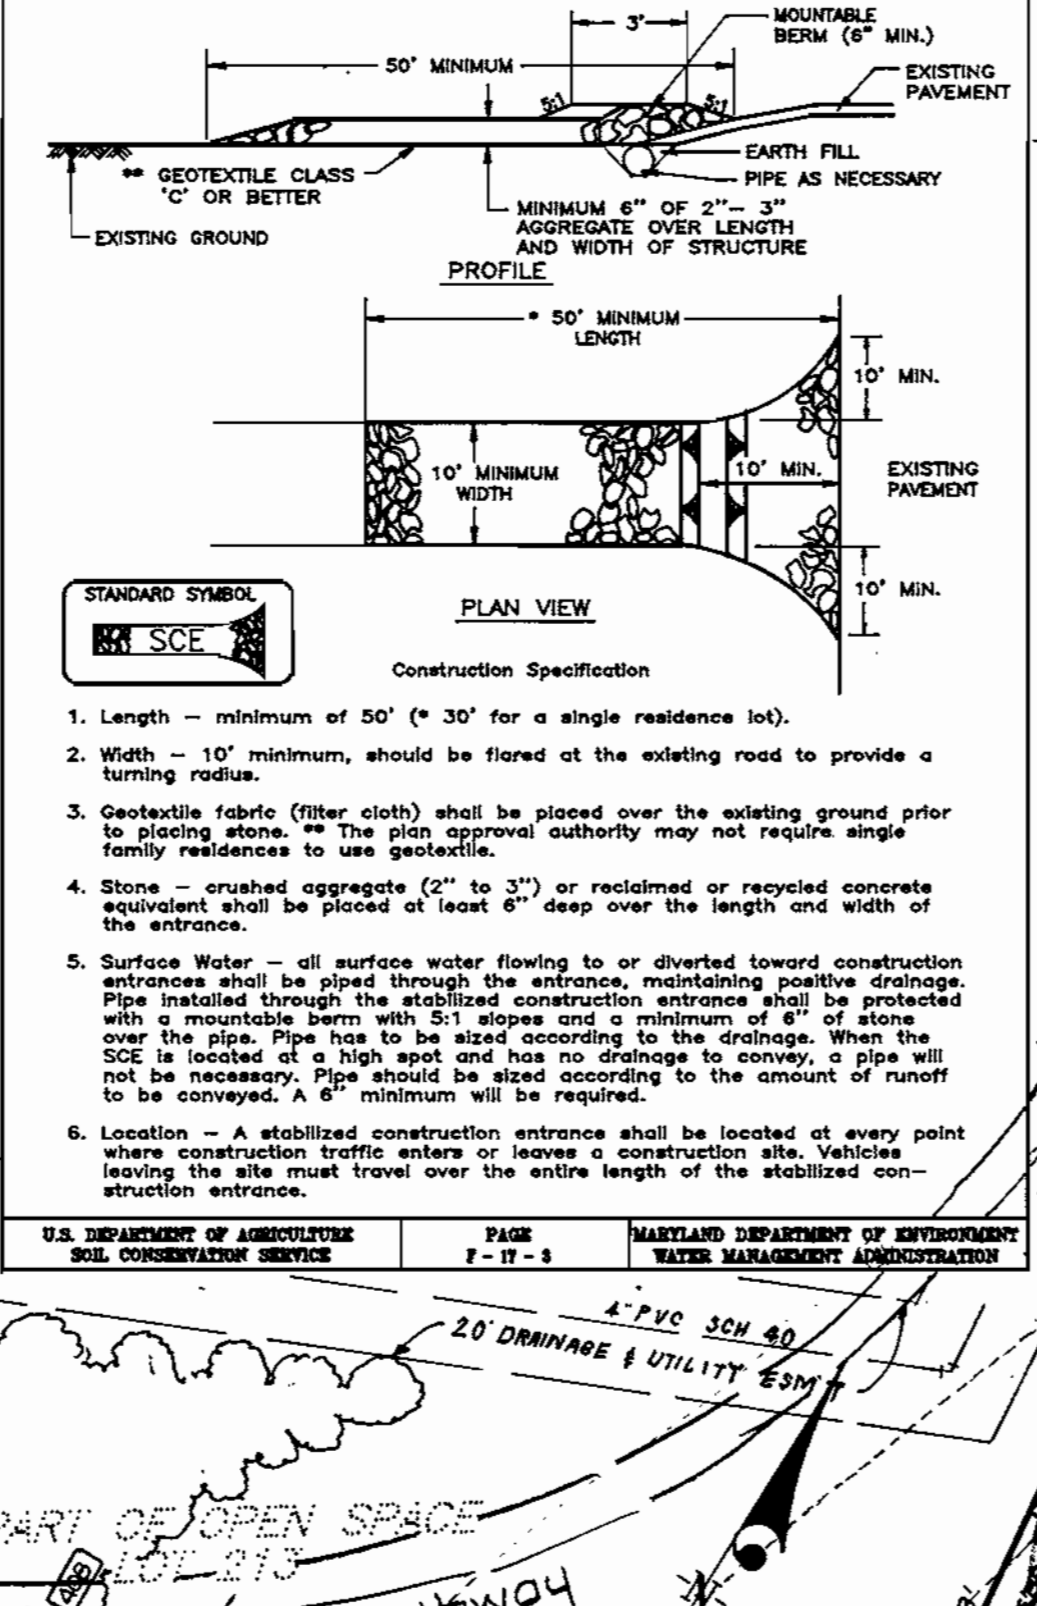 3'
MOUNTABLE
BERM (6" MIN.)
50' MINIMUM
EXISTING
PAVEMENT
5:1
5:1
** GEOTEXTILE CLASS
'C' OR BETTER
EARTH FILL
PIPE AS NECESSARY
MINIMUM 6" OF 2"– 3"
AGGREGATE OVER LENGTH
AND WIDTH OF STRUCTURE
EXISTING GROUND
PROFILE
* 50' MINIMUM
LENGTH
10' MIN.
10' MINIMUM
WIDTH
10' MIN.
EXISTING
PAVEMENT
10' MIN.
STANDARD SYMBOL
SCE
PLAN VIEW
Construction Specification
1. Length – minimum of 50' (* 30' for a single residence lot).
2. Width – 10' minimum, should be flared at the existing road to provide a
turning radius.
3. Geotextile fabric (filter cloth) shall be placed over the existing ground prior
to placing stone. ** The plan approval authority may not require single
family residences to use geotextile.
4. Stone – crushed aggregate (2" to 3") or reclaimed or recycled concrete
equivalent shall be placed at least 6" deep over the length and width of
the entrance.
5. Surface Water – all surface water flowing to or diverted toward construction
entrances shall be piped through the entrance, maintaining positive drainage.
Pipe installed through the stabilized construction entrance shall be protected
with a mountable berm with 5:1 slopes and a minimum of 6" of stone
over the pipe. Pipe has to be sized according to the drainage. When the
SCE is located at a high spot and has no drainage to convey, a pipe will
not be necessary. Pipe should be sized according to the amount of runoff
to be conveyed. A 6" minimum will be required.
6. Location – A stabilized construction entrance shall be located at every point
where construction traffic enters or leaves a construction site. Vehicles
leaving the site must travel over the entire length of the stabilized con–
struction entrance.
U.S. DEPARTMENT OF AGRICULTURE
SOIL CONSERVATION SERVICE
PAGE
F - 17 - 3
MARYLAND DEPARTMENT OF ENVIRONMENT
WATER MANAGEMENT ADMINISTRATION
4" PVC SCH 40
20' DRAINAGE & UTILITY ESM'T
PART OF OPEN SPACE
LOT 213
408